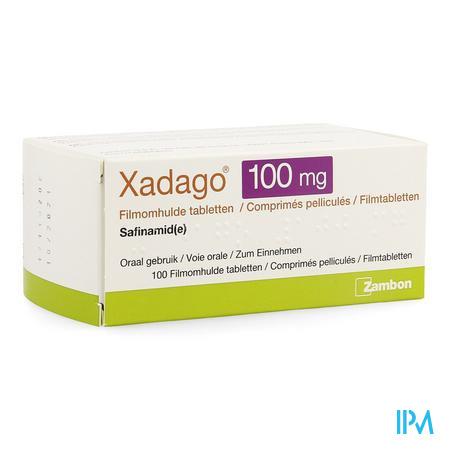 Xadago® 100 mg
Filmomhulde tabletten / Comprimés pelliculés / Filmtabletten
Safinamid(e)
Oraal gebruik / Voie orale / Zum Einnehmen
100 Filmomhulde tabletten / Comprimés pelliculés / Filmtabletten
Zambon
IPM